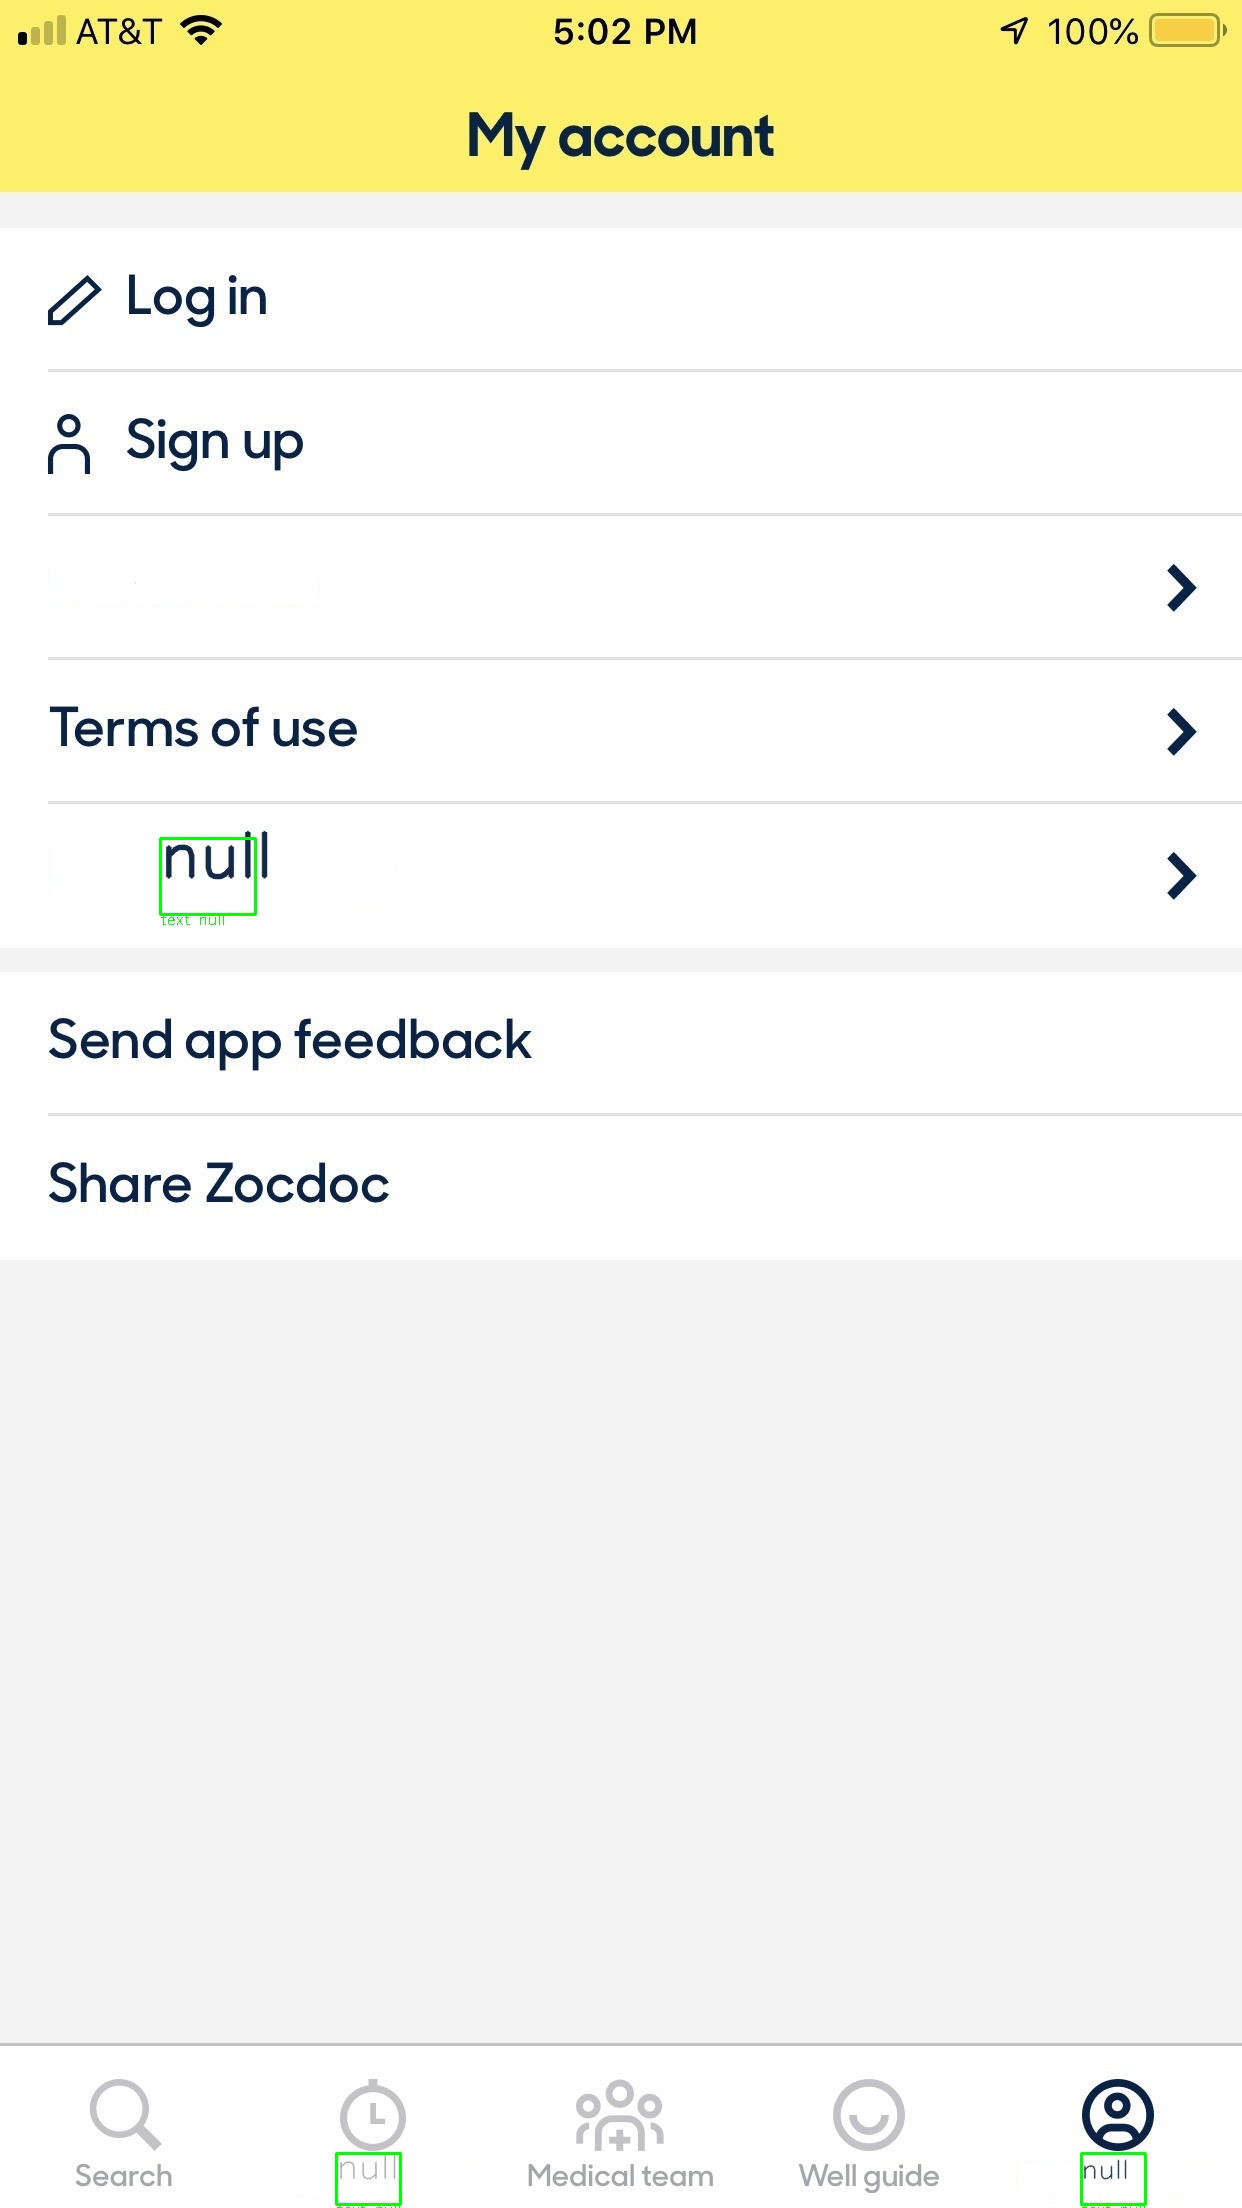 AT&T 5:02 PM 100%
My account
Log in
Sign up
Terms of use
null
text null
Send app feedback
Share Zocdoc
Search null Medical team Well guide null